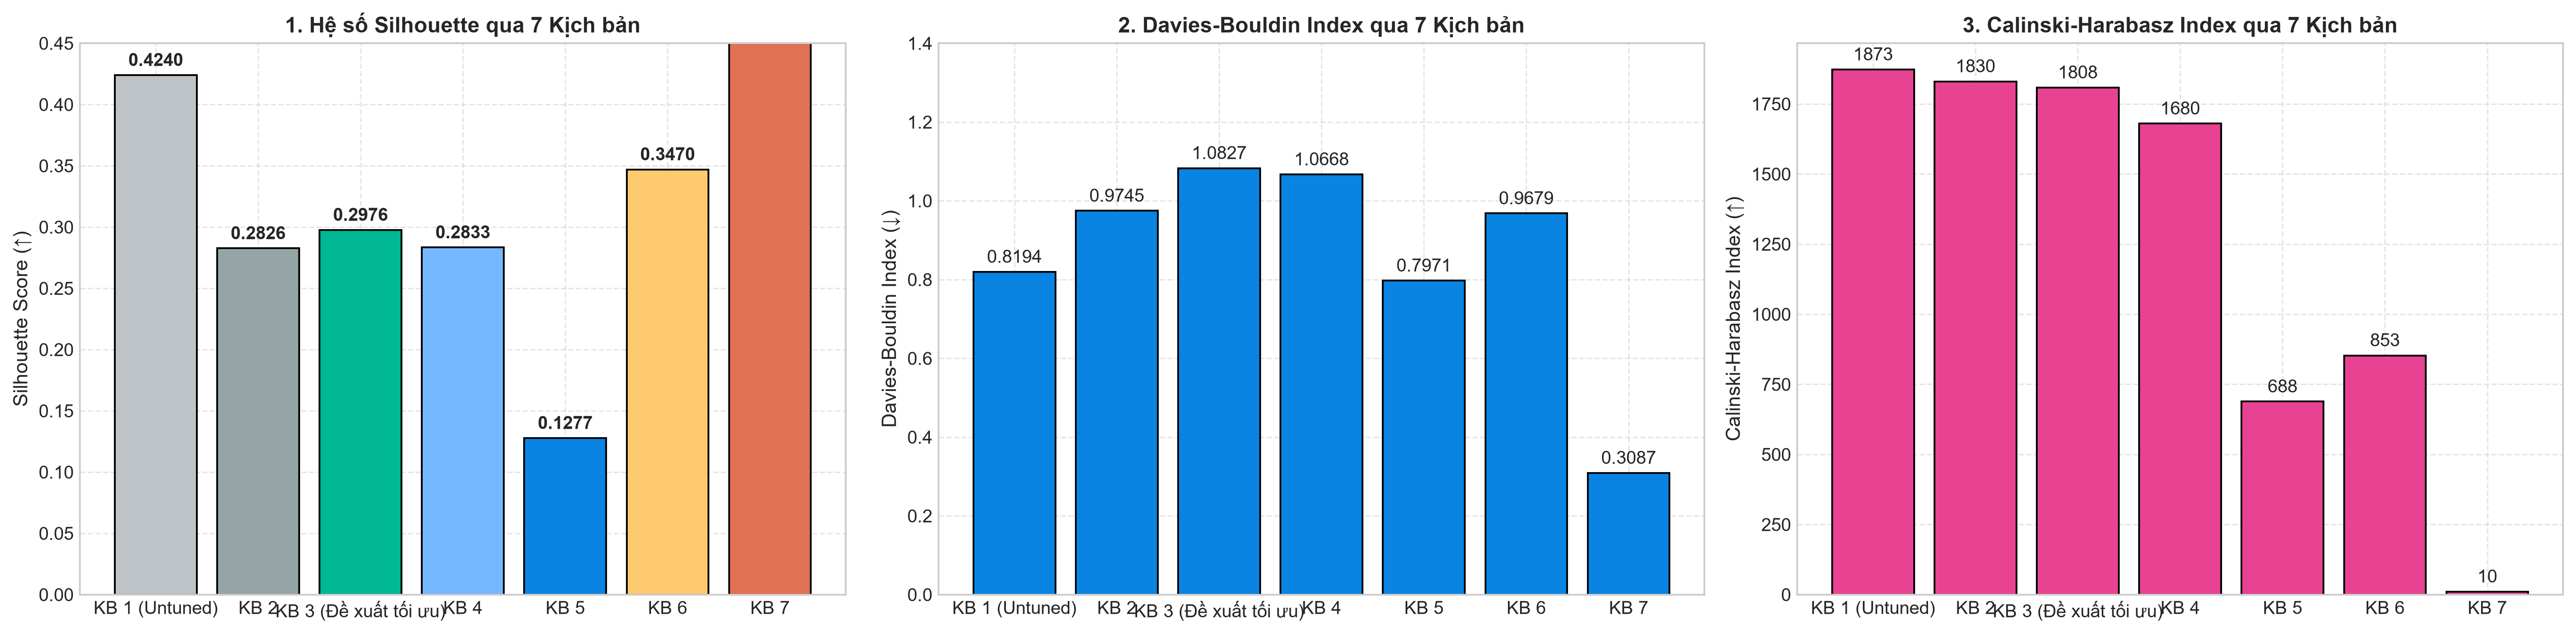 1. Hệ số Silhouette qua 7 Kịch bản
Silhouette Score (↑)
0.45
0.40
0.35
0.30
0.25
0.20
0.15
0.10
0.05
0.00
0.4240
0.2826
0.2976
0.2833
0.1277
0.3470
KB 1 (Untuned)
KB 2
KB 3 (Đề xuất tối ưu)
KB 4
KB 5
KB 6
KB 7
2. Davies-Bouldin Index qua 7 Kịch bản
Davies-Bouldin Index (↓)
1.4
1.2
1.0
0.8
0.6
0.4
0.2
0.0
0.8194
0.9745
1.0827
1.0668
0.7971
0.9679
0.3087
KB 1 (Untuned)
KB 2
KB 3 (Đề xuất tối ưu)
KB 4
KB 5
KB 6
KB 7
3. Calinski-Harabasz Index qua 7 Kịch bản
Calinski-Harabasz Index (↑)
1750
1500
1250
1000
750
500
250
0
1873
1830
1808
1680
688
853
10
KB 1 (Untuned)
KB 2
KB 3 (Đề xuất tối ưu)
KB 4
KB 5
KB 6
KB 7